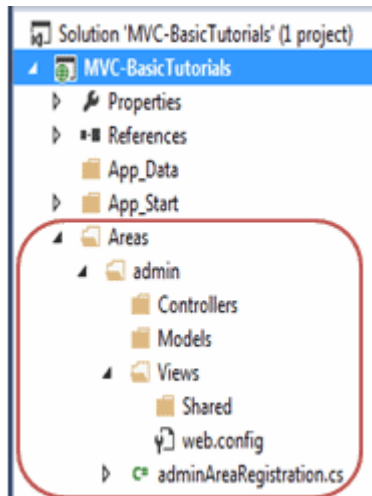 Solution 'MVC-BasicTutorials' (1 project)
MVC-BasicTutorials
Properties
References
App_Data
App_Start
Areas
admin
Controllers
Models
Views
Shared
web.config
C# adminAreaRegistration.cs